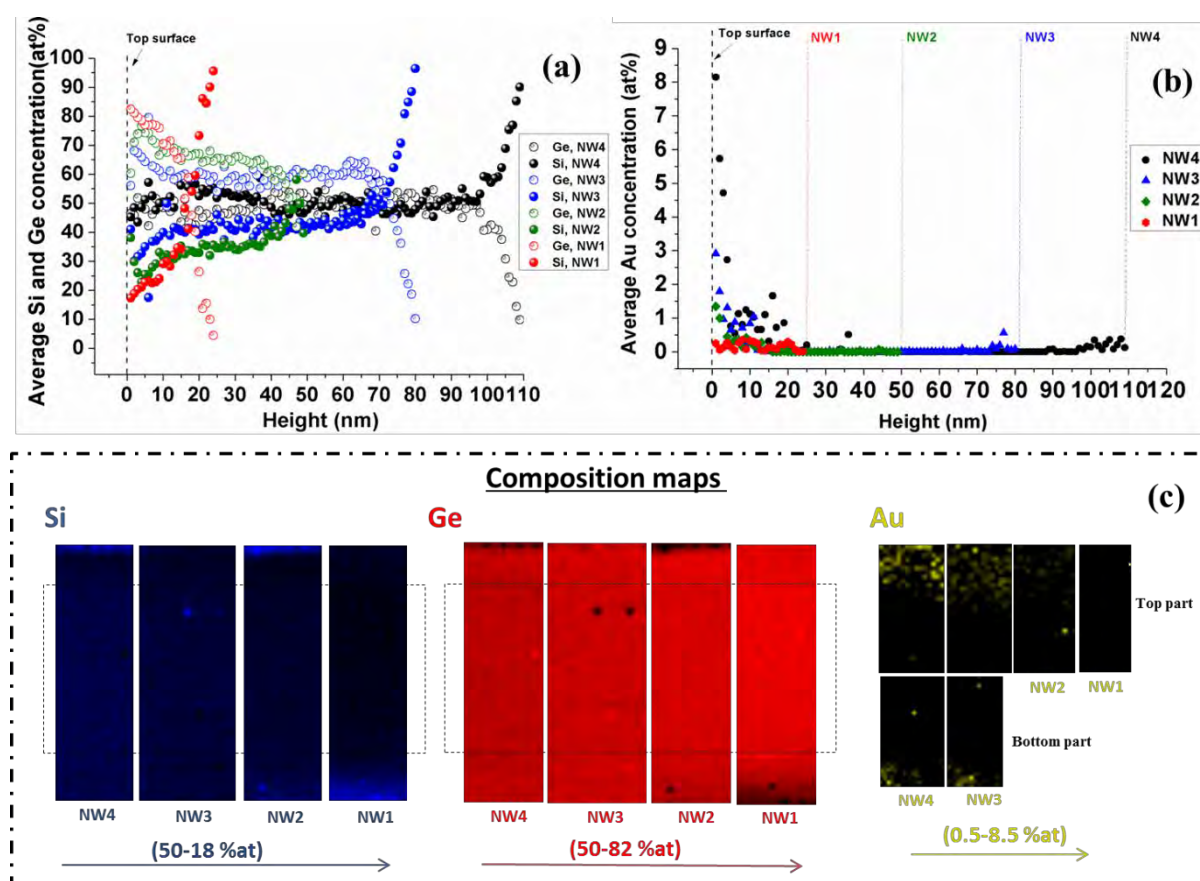 Top surface
(a)
Average Si and Ge concentration(at%)
100
90
80
70
60
50
40
30
20
10
0
Ge, NW4
Si, NW4
Ge, NW3
Si, NW3
Ge, NW2
Si, NW2
Ge, NW1
Si, NW1
0 10 20 30 40 50 60 70 80 90 100 110
Height (nm)
Top surface
NW1
NW2
NW3
NW4
(b)
Average Au concentration (at%)
9
8
7
6
5
4
3
2
1
0
NW4
NW3
NW2
NW1
0 10 20 30 40 50 60 70 80 90 100 110
Height (nm)
Composition maps
(c)
Si
Ge
Au
Top part
NW2 NW1
Bottom part
NW4 NW3 NW2 NW1
NW4 NW3 NW2 NW1
NW4 NW3
(50-18 %at)
(50-82 %at)
(0.5-8.5 %at)